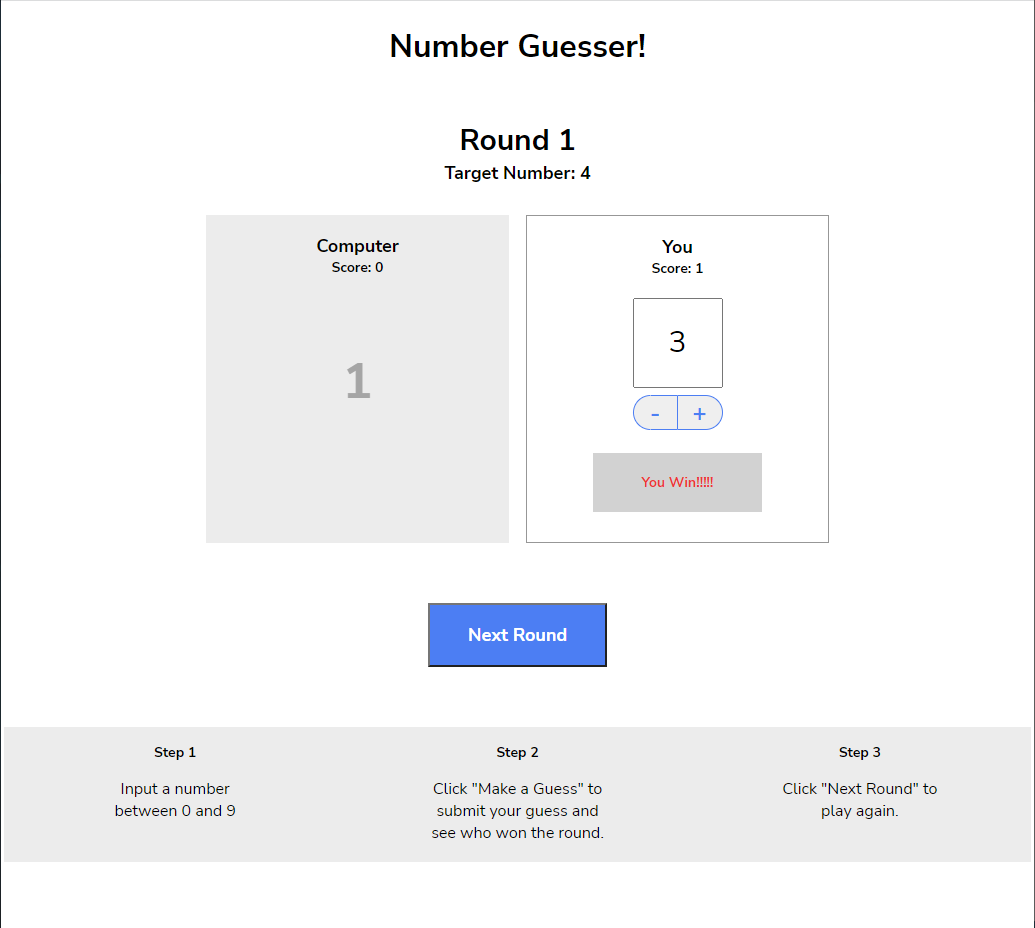 Number Guesser!
Round 1
Target Number: 4
Computer
Score: 0
1
You
Score: 1
3
- +
You Win!!!!!
Next Round
Step 1
Input a number
between 0 and 9
Step 2
Click "Make a Guess" to
submit your guess and
see who won the round.
Step 3
Click "Next Round" to
play again.